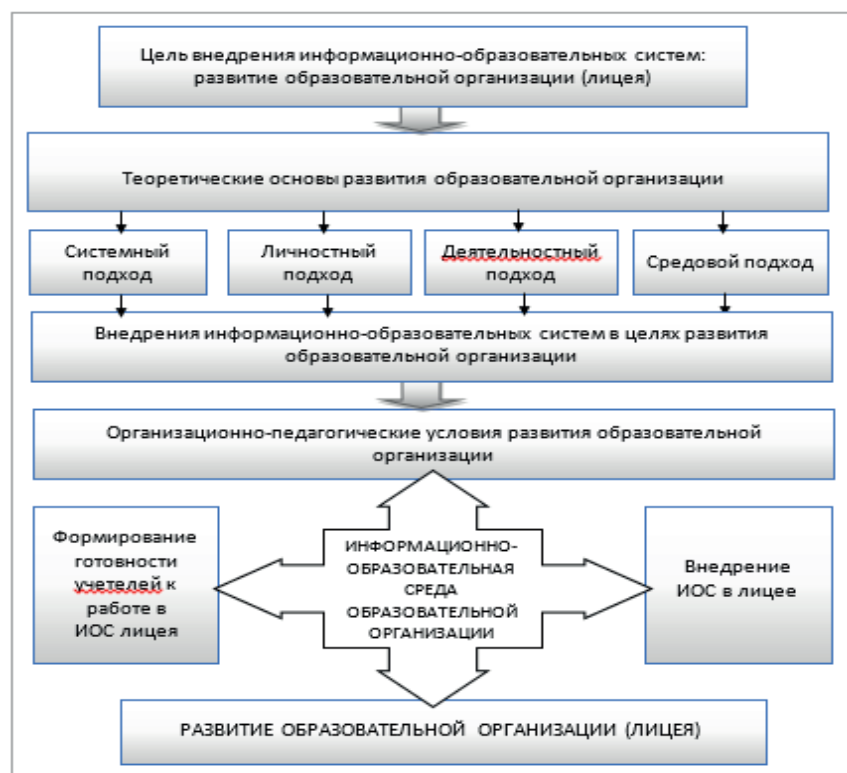 Цель внедрения информационно-образовательных систем:
развитие образовательной организации (лицея)
Теоретические основы развития образовательной организации
Системный
подход
Личностный
подход
Деятельностный
подход
Средовой подход
Внедрения информационно-образовательных систем в целях развития
образовательной организации
Организационно-педагогические условия развития образовательной
организации
Формирование
готовности
учетелей к
работе в
ИОС лицея
ИНФОРМАЦИОННО-
ОБРАЗОВАТЕЛЬНАЯ
СРЕДА
ОБРАЗОВАТЕЛЬНОЙ
ОРГАНИЗАЦИИ
Внедрение
ИОС в лицее
РАЗВИТИЕ ОБРАЗОВАТЕЛЬНОЙ ОРГАНИЗАЦИИ (ЛИЦЕЯ)